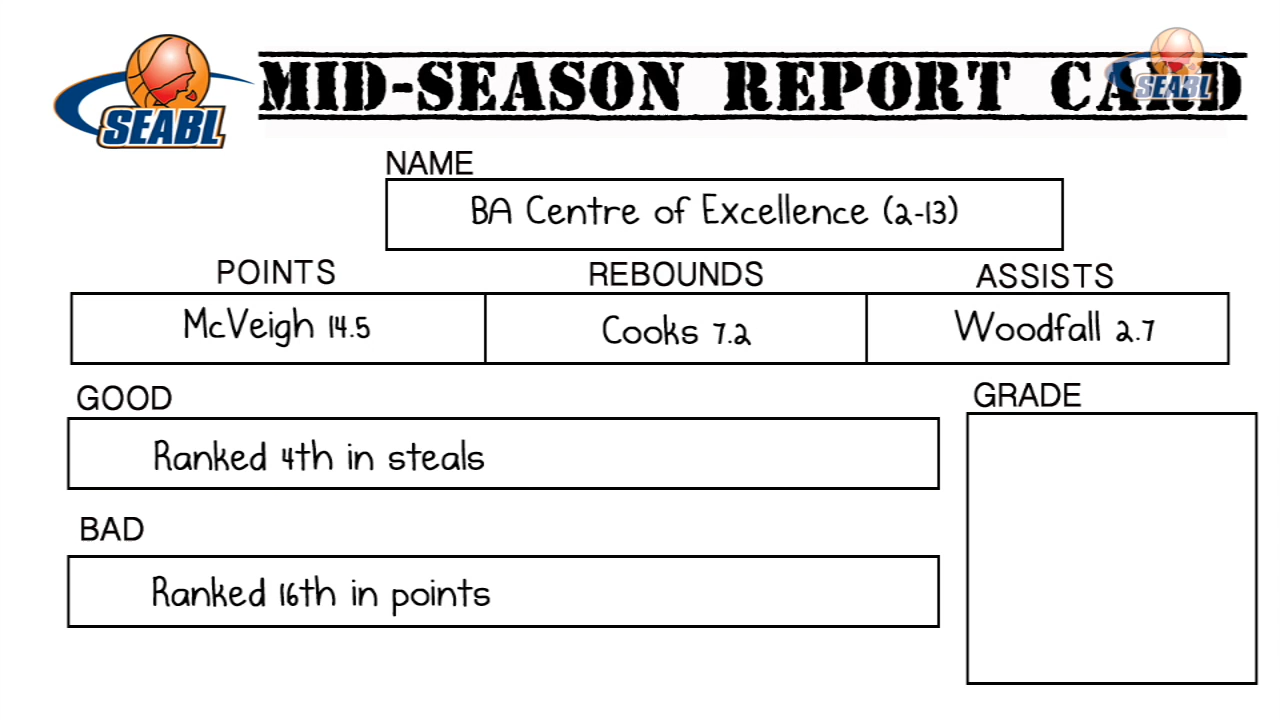 SEABL
MID-SEASON REPORT CARD
SEABL
NAME
BA Centre of Excellence (2-13)
POINTS REBOUNDS ASSISTS
McVeigh 14.5 Cooks 7.2 Woodfall 2.7
GOOD GRADE
Ranked 4th in steals
BAD
Ranked 16th in points